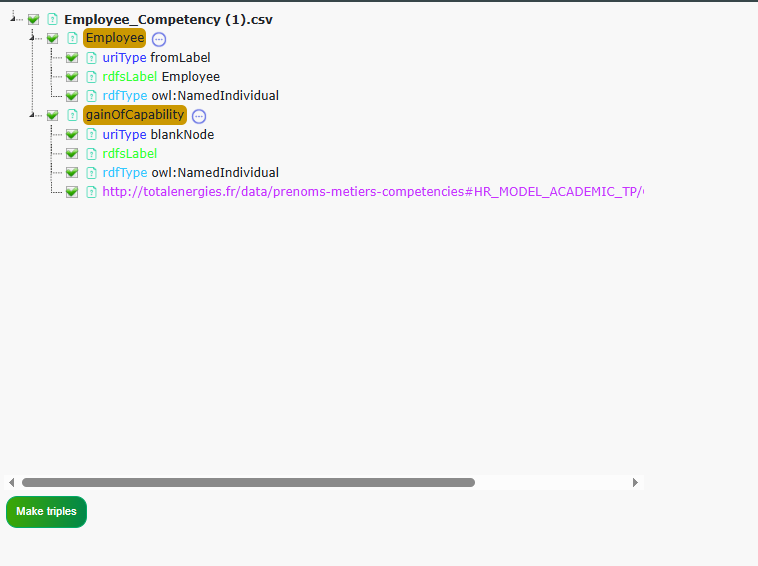 Employee_Competency (1).csv
Employee
uriType fromLabel
rdfsLabel Employee
rdfType owl:NamedIndividual
gainOfCapability
uriType blankNode
rdfsLabel
rdfType owl:NamedIndividual
http://totalenergies.fr/data/prenoms-metiers-competencies#HR_MODEL_ACADEMIC_TP/
Make triples